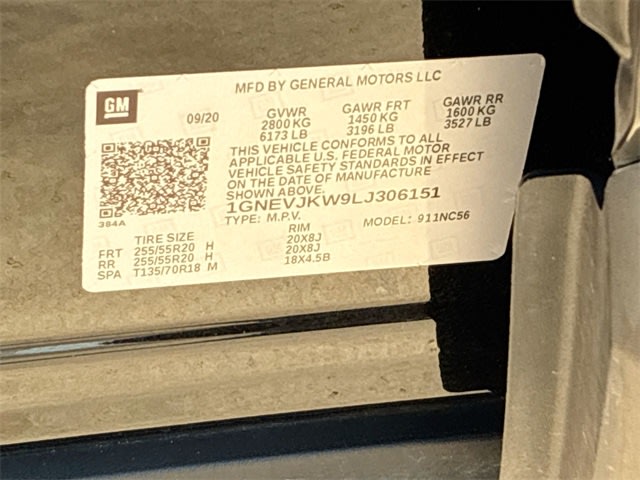 MFD BY GENERAL MOTORS LLC
GM
09/20
GVWR GAWR FRT GAWR RR
2800 KG 1450 KG 1600 KG
6173 LB 3196 LB 3527 LB
THIS VEHICLE CONFORMS TO ALL
APPLICABLE U.S. FEDERAL MOTOR
VEHICLE SAFETY STANDARDS IN EFFECT
ON THE DATE OF MANUFACTURE
SHOWN ABOVE.
384A
1GNEVJKW9LJ306151
TYPE: M.P.V. MODEL: 911NC56
TIRE SIZE RIM
FRT 255/55R20 H 20X8J
RR 255/55R20 H 20X8J
SPA T135/70R18 M 18X4.5B